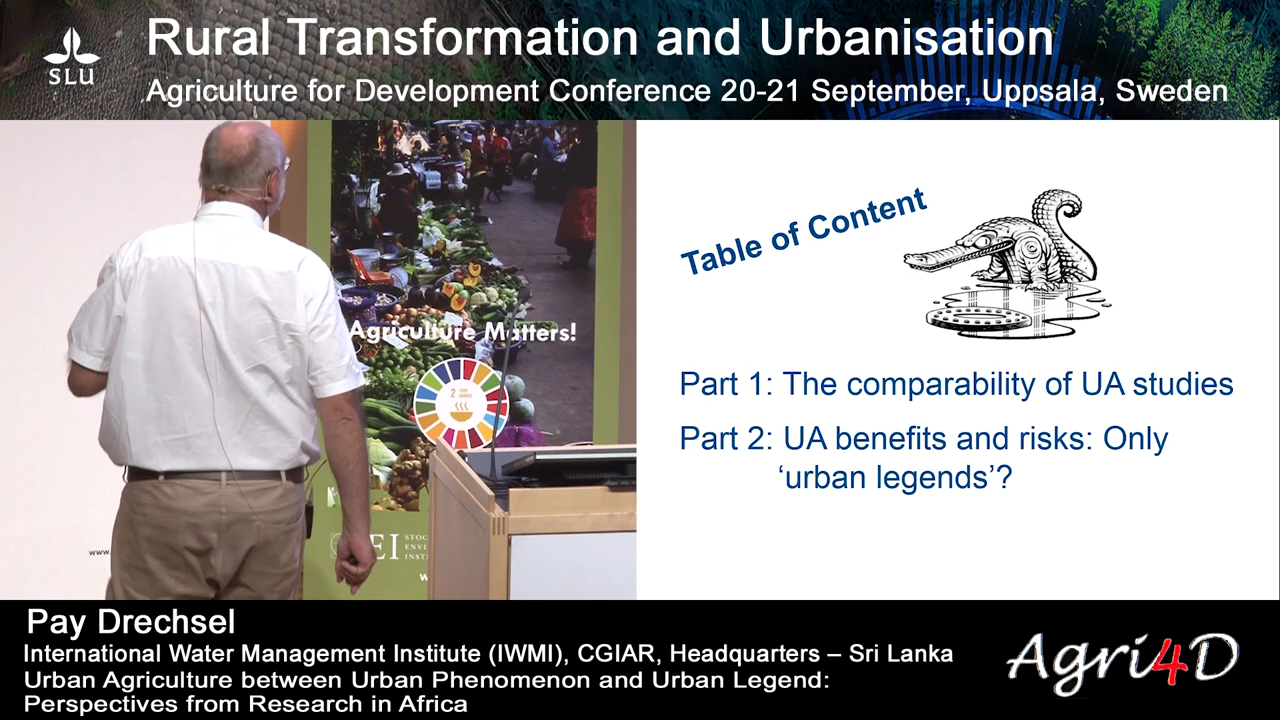 Rural Transformation and Urbanisation
SLU
Agriculture for Development Conference 20-21 September, Uppsala, Sweden
Table of Content
Agriculture Matters!
2
Part 1: The comparability of UA studies
Part 2: UA benefits and risks: Only
‘urban legends’?
EI
www.
Pay Drechsel
International Water Management Institute (IWMI), CGIAR, Headquarters – Sri Lanka
Urban Agriculture between Urban Phenomenon and Urban Legend:
Perspectives from Research in Africa
Agri4D